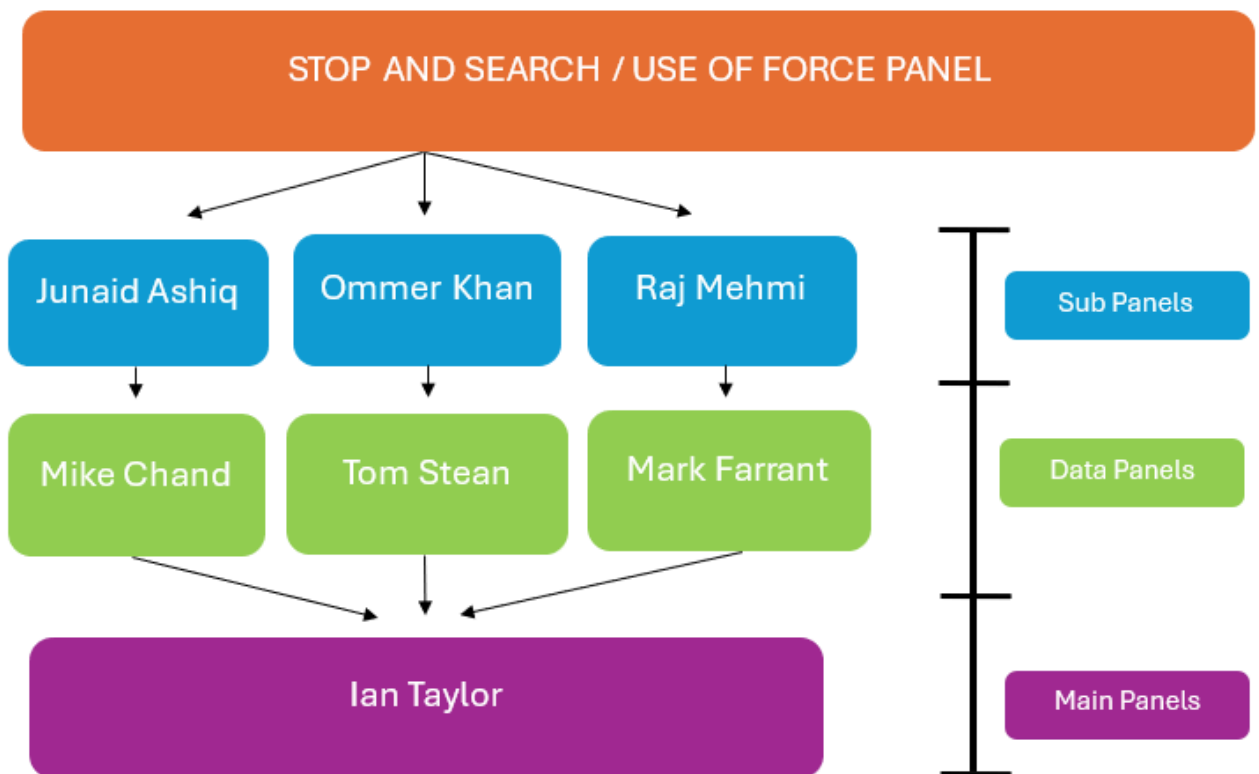 STOP AND SEARCH / USE OF FORCE PANEL
Junaid Ashiq
Ommer Khan
Raj Mehmi
Sub Panels
Mike Chand
Tom Stean
Mark Farrant
Data Panels
Ian Taylor
Main Panels